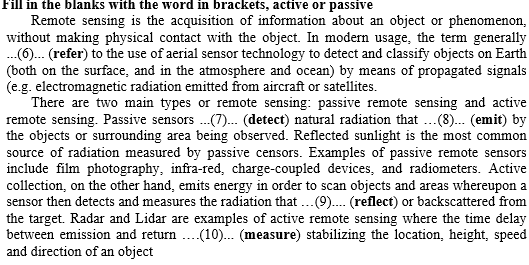 Fill in the blanks with the word in brackets, active or passive
Remote sensing is the acquisition of information about an object or phenomenon,
without making physical contact with the object. In modern usage, the term generally
...(6)... (refer) to the use of aerial sensor technology to detect and classify objects on Earth
(both on the surface, and in the atmosphere and ocean) by means of propagated signals
(e.g. electromagnetic radiation emitted from aircraft or satellites.
There are two main types or remote sensing: passive remote sensing and active
remote sensing. Passive sensors ...(7)... (detect) natural radiation that ...(8)... (emit) by
the objects or surrounding area being observed. Reflected sunlight is the most common
source of radiation measured by passive censors. Examples of passive remote sensors
include film photography, infra-red, charge-coupled devices, and radiometers. Active
collection, on the other hand, emits energy in order to scan objects and areas whereupon a
sensor then detects and measures the radiation that ...(9).... (reflect) or backscattered from
the target. Radar and Lidar are examples of active remote sensing where the time delay
between emission and return ....(10)... (measure) stabilizing the location, height, speed
and direction of an object